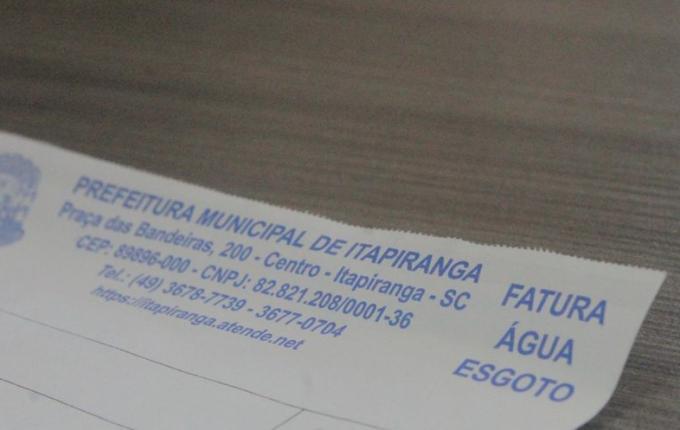 PREFEITURA MUNICIPAL DE ITAPIRANGA
Praça das Bandeiras, 200 - Centro - Itapiranga - SC
CEP: 89896-000 - CNPJ: 82.821.208/0001-36
Tel.: (49) 3678-7739 - 3677-0704
https://itapiranga.atende.net
FATURA
ÁGUA
ESGOTO